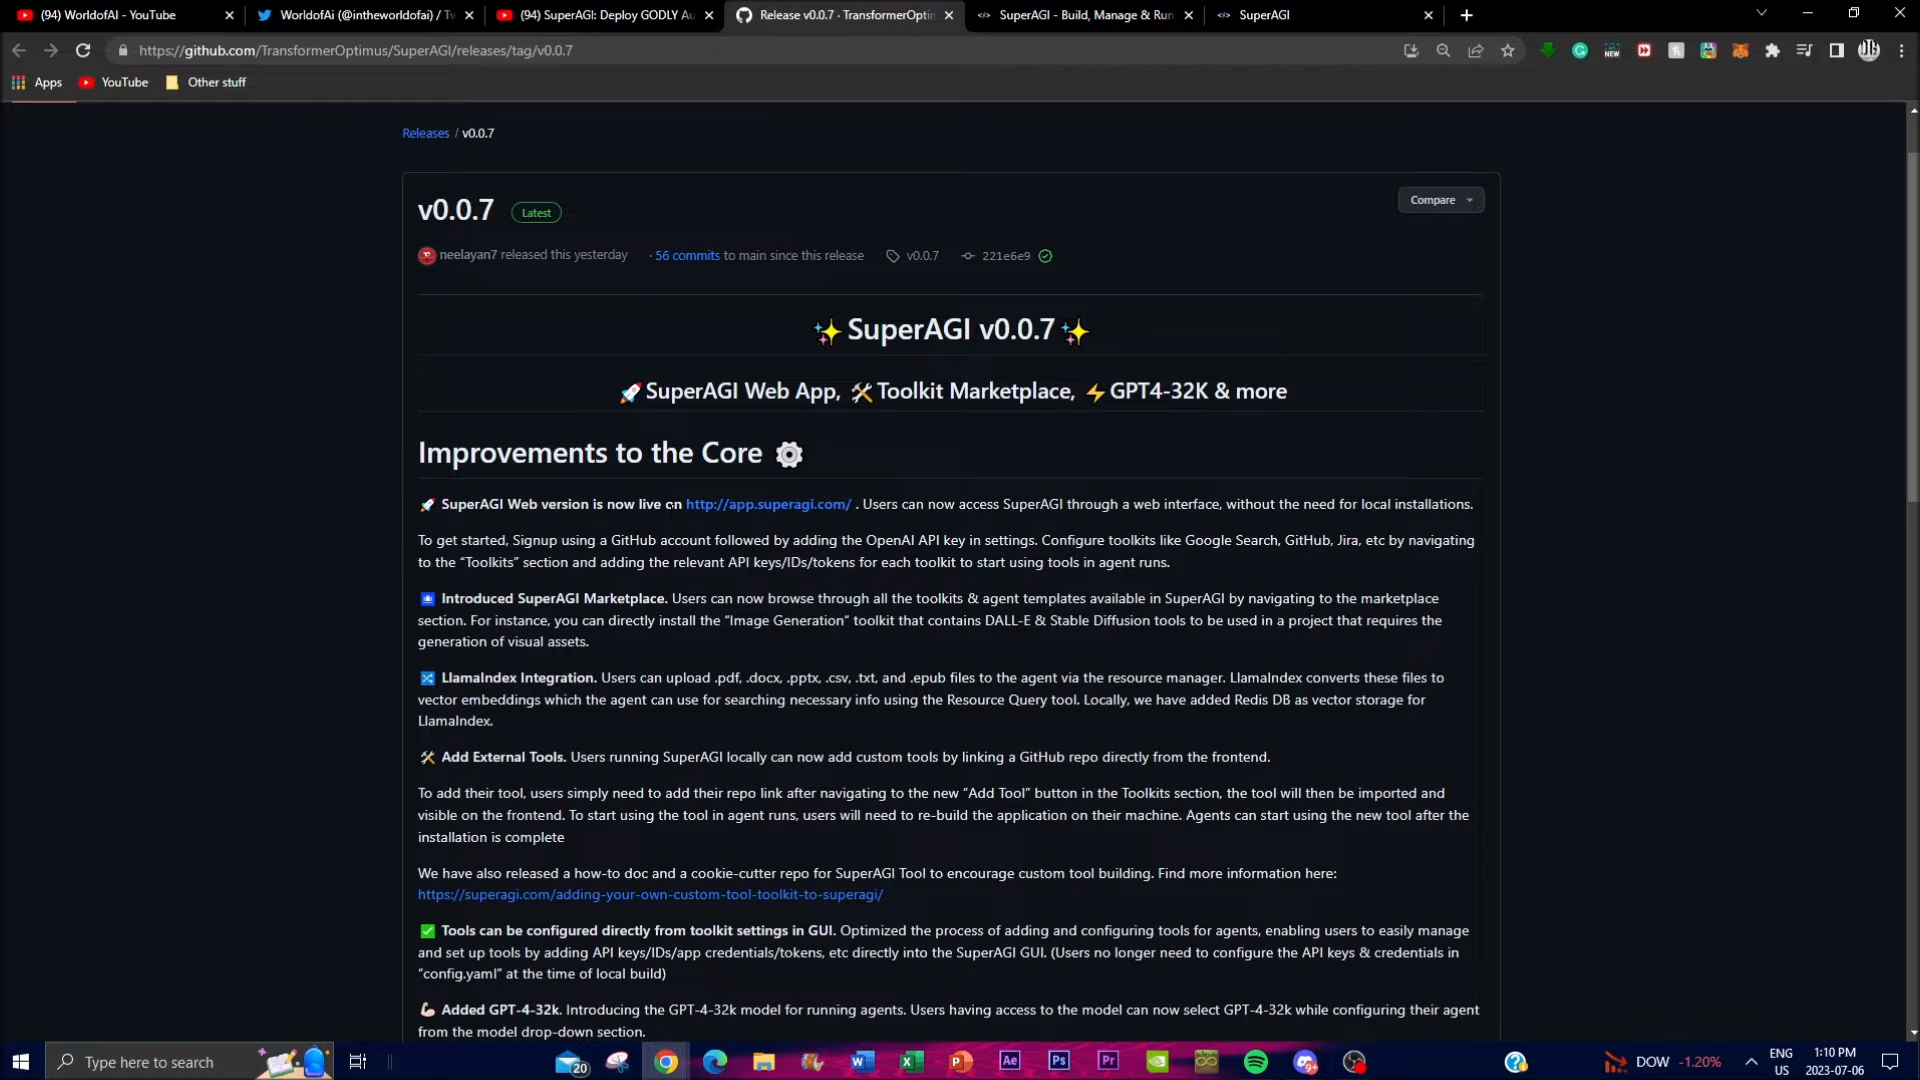 (94) WorldofAI - YouTube
WorldofAi (@intheworldofai) / Tw
(94) SuperAGI: Deploy GODLY Au
Release v0.0.7 · TransformerOptim
SuperAGI - Build, Manage & Run
SuperAGI
https://github.com/TransformerOptimus/SuperAGI/releases/tag/v0.0.7
NEW
Apps
YouTube
Other stuff
Releases / v0.0.7
v0.0.7 Latest
Compare
neelayan7 released this yesterday · 56 commits to main since this release v0.0.7 221e6e9
✨ SuperAGI v0.0.7 ✨
🚀 SuperAGI Web App, 🛠 Toolkit Marketplace, ⚡ GPT4-32K & more
Improvements to the Core ⚙
🚀 SuperAGI Web version is now live on http://app.superagi.com/ . Users can now access SuperAGI through a web interface, without the need for local installations.
To get started, Signup using a GitHub account followed by adding the OpenAI API key in settings. Configure toolkits like Google Search, GitHub, Jira, etc by navigating
to the “Toolkits” section and adding the relevant API keys/IDs/tokens for each toolkit to start using tools in agent runs.
Introduced SuperAGI Marketplace. Users can now browse through all the toolkits & agent templates available in SuperAGI by navigating to the marketplace
section. For instance, you can directly install the “Image Generation” toolkit that contains DALL-E & Stable Diffusion tools to be used in a project that requires the
generation of visual assets.
🔀 LlamaIndex Integration. Users can upload .pdf, .docx, .pptx, .csv, .txt, and .epub files to the agent via the resource manager. LlamaIndex converts these files to
vector embeddings which the agent can use for searching necessary info using the Resource Query tool. Locally, we have added Redis DB as vector storage for
LlamaIndex.
🛠 Add External Tools. Users running SuperAGI locally can now add custom tools by linking a GitHub repo directly from the frontend.
To add their tool, users simply need to add their repo link after navigating to the new “Add Tool” button in the Toolkits section, the tool will then be imported and
visible on the frontend. To start using the tool in agent runs, users will need to re-build the application on their machine. Agents can start using the new tool after the
installation is complete
We have also released a how-to doc and a cookie-cutter repo for SuperAGI Tool to encourage custom tool building. Find more information here:
https://superagi.com/adding-your-own-custom-tool-toolkit-to-superagi/
✅ Tools can be configured directly from toolkit settings in GUI. Optimized the process of adding and configuring tools for agents, enabling users to easily manage
and set up tools by adding API keys/IDs/app credentials/tokens, etc directly into the SuperAGI GUI. (Users no longer need to configure the API keys & credentials in
“config.yaml” at the time of local build)
💪 Added GPT-4-32k. Introducing the GPT-4-32k model for running agents. Users having access to the model can now select GPT-4-32k while configuring their agent
from the model drop-down section.
Type here to search
20
W
X
P
Ae
Ps
Pr
9+
DOW -1.20%
ENG
US
1:10 PM
2023-07-06